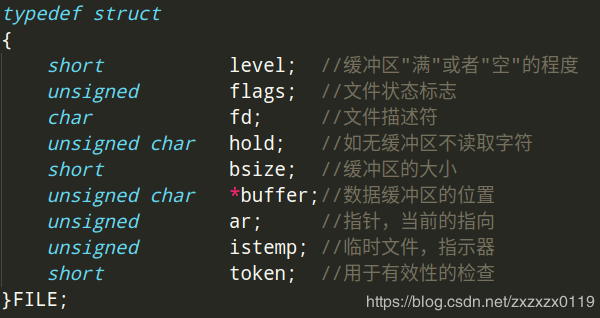 typedef struct
{
short level; //缓冲区"满"或者"空"的程度
unsigned flags; //文件状态标志
char fd; //文件描述符
unsigned char hold; //如无缓冲区不读取字符
short bsize; //缓冲区的大小
unsigned char *buffer;//数据缓冲区的位置
unsigned ar; //指针，当前的指向
unsigned istemp; //临时文件，指示器
short token; //用于有效性的检查
}FILE;
https://blog.csdn.net/zxzxzx0119